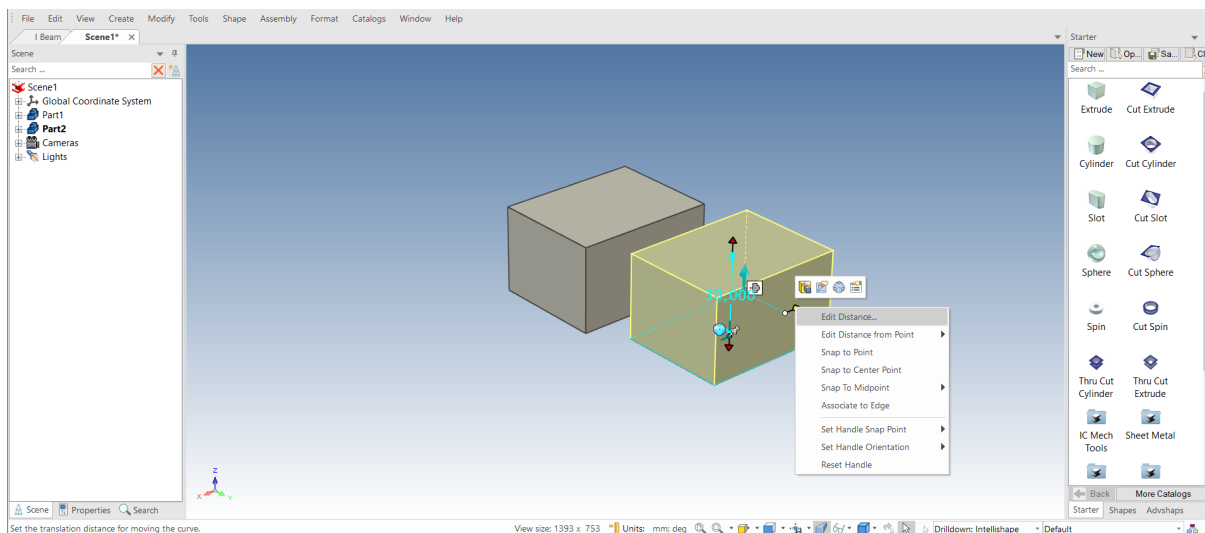 File Edit View Create Modify Tools Shape Assembly Format Catalogs Window Help
I Beam Scene1* X
Scene
Search ...
Scene1
Global Coordinate System
Part1
Part2
Cameras
Lights
Edit Distance...
Edit Distance from Point
Snap to Point
Snap to Center Point
Snap To Midpoint
Associate to Edge
Set Handle Snap Point
Set Handle Orientation
Reset Handle
Z
X Y
Starter
New Op... Sa... Cl
Search ...
Extrude Cut Extrude
Cylinder Cut Cylinder
Slot Cut Slot
Sphere Cut Sphere
Spin Cut Spin
Thru Cut Thru Cut
Cylinder Extrude
IC Mech Sheet Metal
Tools
Back More Catalogs
Starter Shapes Advshaps
Scene Properties Search
Set the translation distance for moving the curve.
View size: 1393 x 753 Units: mm; deg Drilldown: Intellishape Default